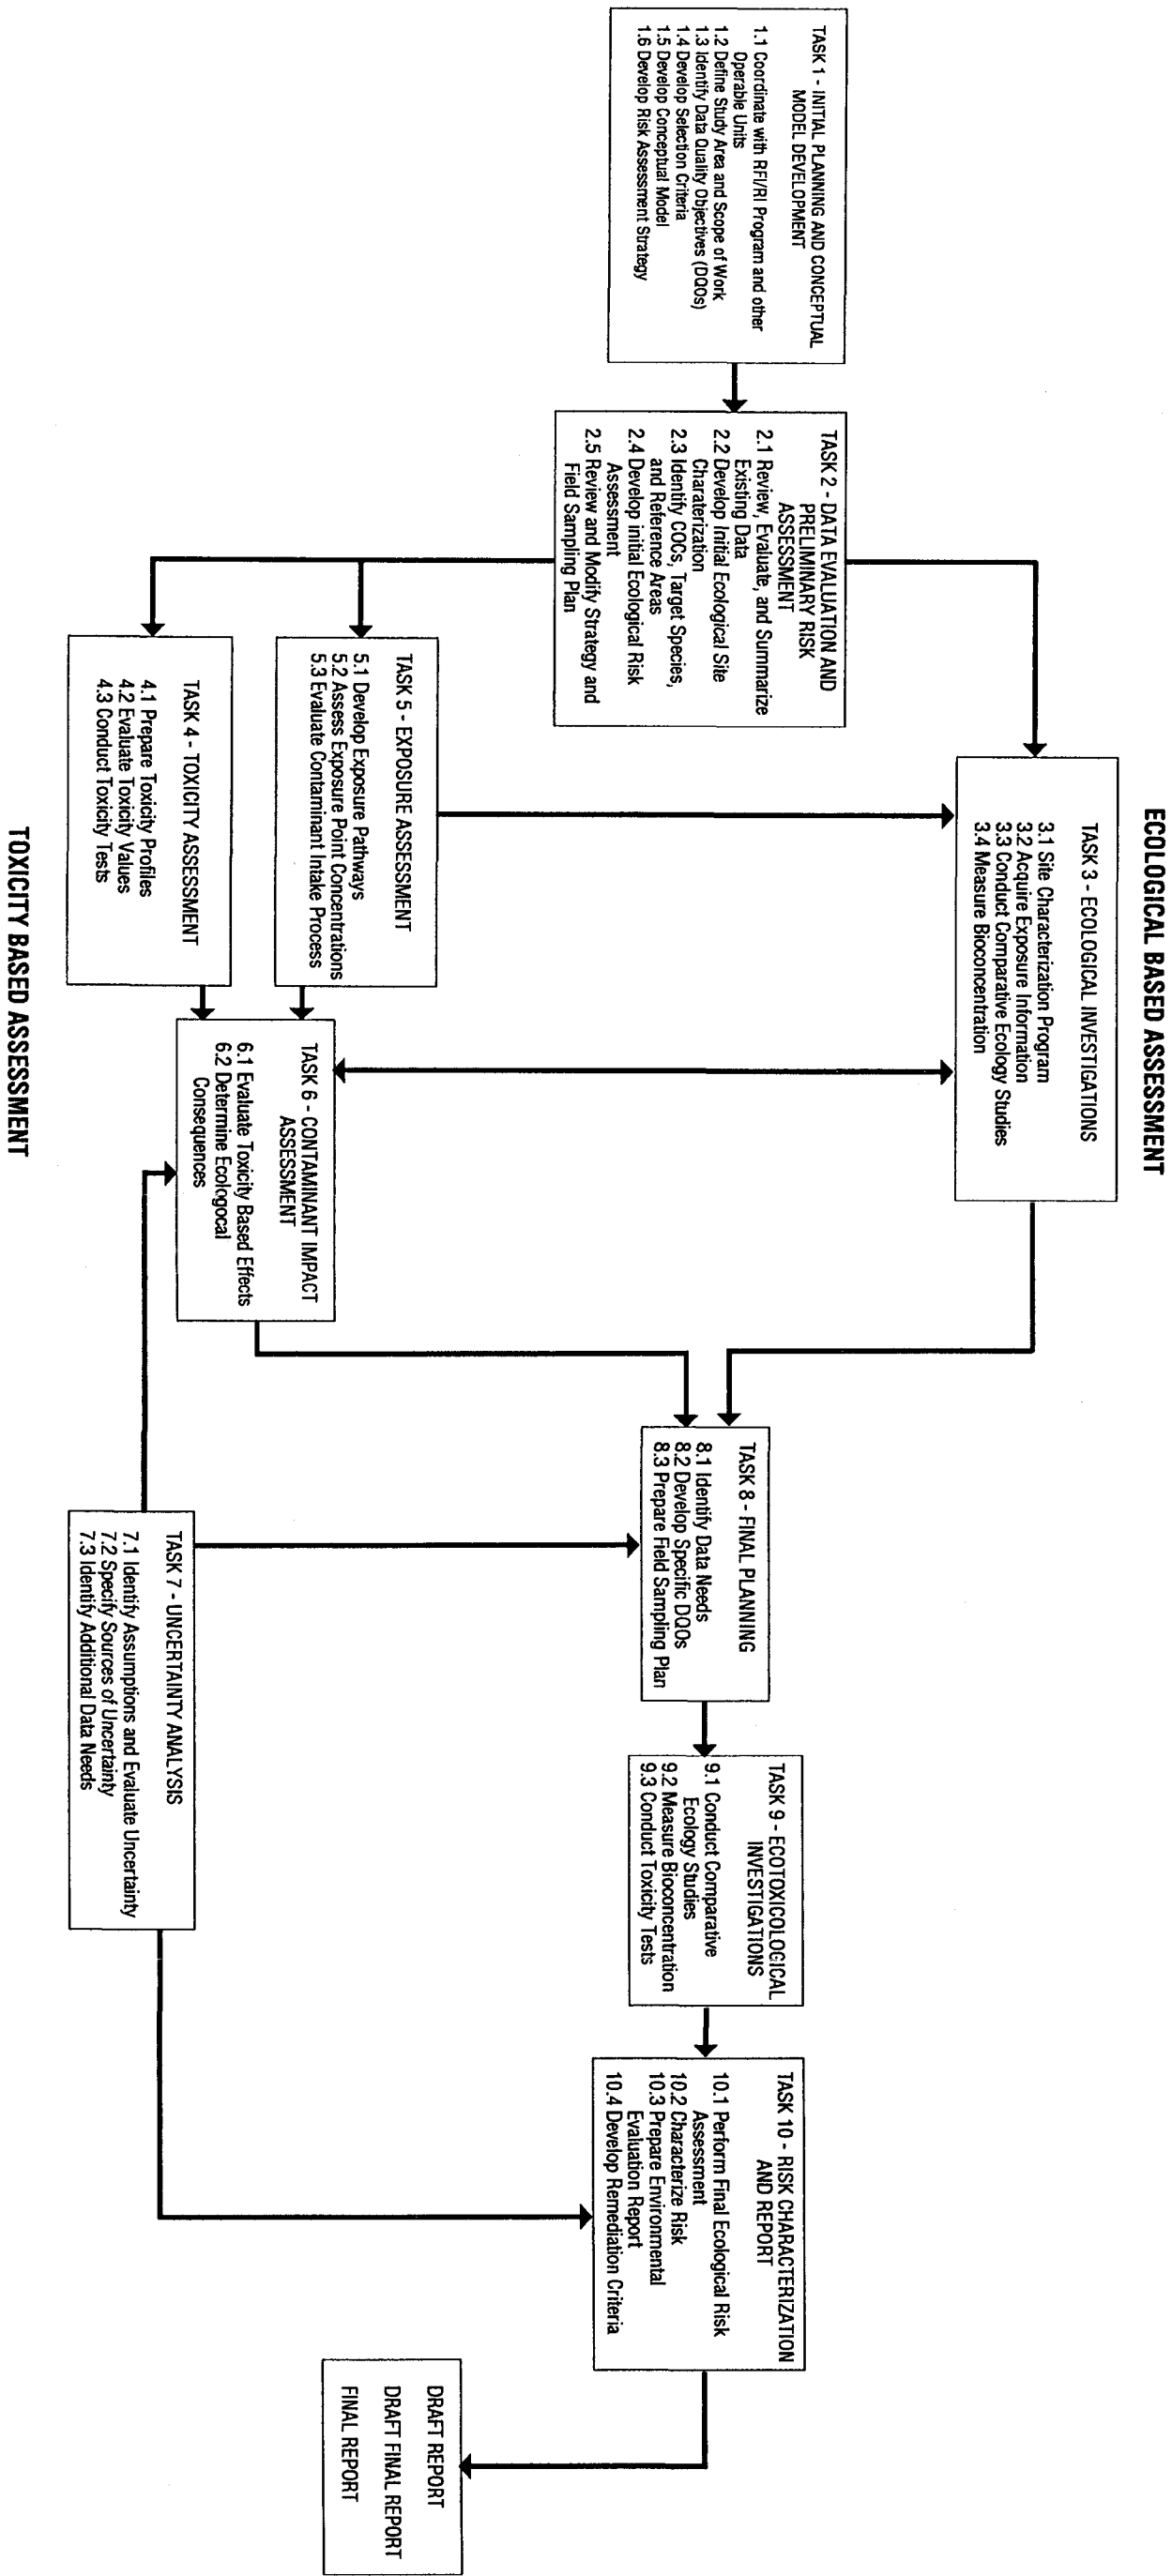 ECOLOGICAL BASED ASSESSMENT
TASK 1 - INITIAL PLANNING AND CONCEPTUAL
MODEL DEVELOPMENT
1.1 Coordinate with RFI/RI Program and other
Operable Units
1.2 Define Study Area and Scope of Work
1.3 Identify Data Quality Objectives (DQOs)
1.4 Develop Selection Criteria
1.5 Develop Conceptual Model
1.6 Develop Risk Assessment Strategy
TASK 2 - DATA EVALUATION AND
PRELIMINARY RISK
ASSESSMENT
2.1 Review, Evaluate, and Summarize
Existing Data
2.2 Develop Initial Ecological Site
Charaterization
2.3 Identify COCs, Target Species,
and Reference Areas
2.4 Develop initial Ecological Risk
Assessment
2.5 Review and Modify Strategy and
Field Sampling Plan
TASK 3 - ECOLOGICAL INVESTIGATIONS
3.1 Site Characterization Program
3.2 Acquire Exposure Information
3.3 Conduct Comparative Ecology Studies
3.4 Measure Bioconcentration
TASK 5 - EXPOSURE ASSESSMENT
5.1 Develop Exposure Pathways
5.2 Assess Exposure Point Concentrations
5.3 Evaluate Contaminant Intake Process
TASK 4 - TOXICITY ASSESSMENT
4.1 Prepare Toxicity Profiles
4.2 Evaluate Toxicity Values
4.3 Conduct Toxicity Tests
TASK 6 - CONTAMINANT IMPACT
ASSESSMENT
6.1 Evaluate Toxicity Based Effects
6.2 Determine Ecologocal
Consequences
TASK 8 - FINAL PLANNING
8.1 Identify Data Needs
8.2 Develop Specific DQOs
8.3 Prepare Field Sampling Plan
TASK 7 - UNCERTAINTY ANALYSIS
7.1 Identify Assumptions and Evaluate Uncertainty
7.2 Specify Sources of Uncertainty
7.3 Identify Additional Data Needs
TASK 9 - ECOTOXICOLOGICAL
INVESTIGATIONS
9.1 Conduct Comparative
Ecology Studies
9.2 Measure Bioconcentration
9.3 Conduct Toxicity Tests
TASK 10 - RISK CHARACTERIZATION
AND REPORT
10.1 Perform Final Ecological Risk
Assessment
10.2 Characterize Risk
10.3 Prepare Environmental
Evaluation Report
10.4 Develop Remediation Criteria
DRAFT REPORT
DRAFT FINAL REPORT
FINAL REPORT
TOXICITY BASED ASSESSMENT